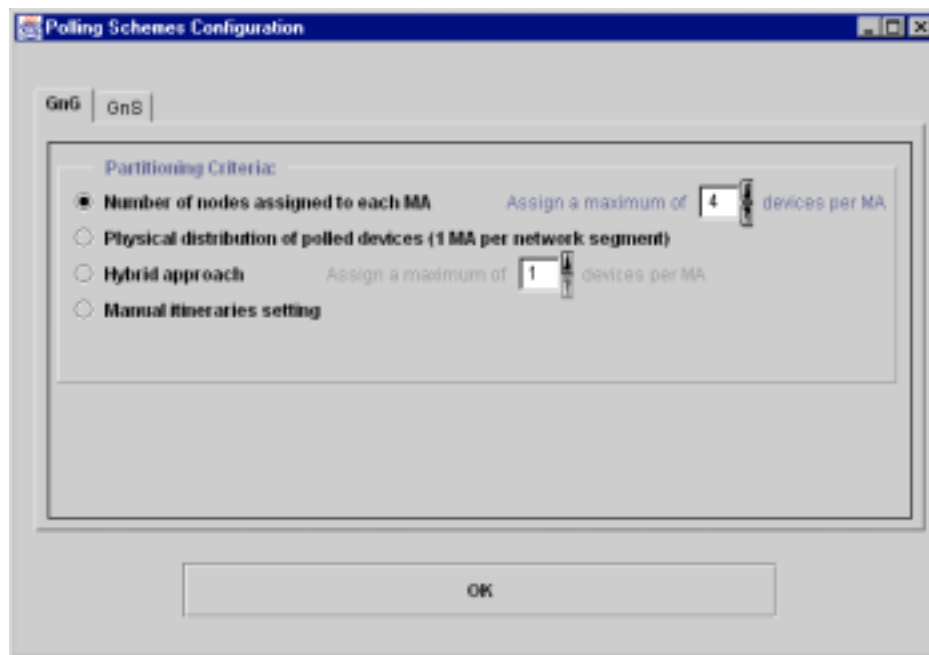 Polling Schemes Configuration
GnG GnS
Partitioning Criteria:
Number of nodes assigned to each MA Assign a maximum of 4 devices per MA
Physical distribution of polled devices (1 MA per network segment)
Hybrid approach Assign a maximum of 1 devices per MA
Manual itineraries setting
OK